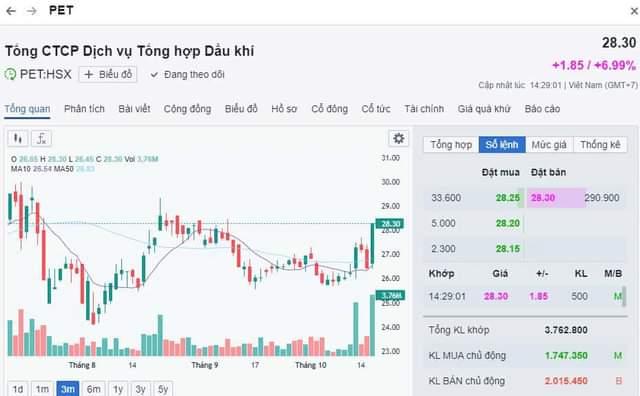 PET
Tổng CTCP Dịch vụ Tổng hợp Dầu khí
28.30
+1.85 / +6.99%
PET:HSX + Biểu đồ ✓ Đang theo dõi
Cập nhật lúc 14:29:01 | Việt Nam (GMT+7)
Tổng quan Phân tích Bài viết Cộng đồng Biểu đồ Hồ sơ Cổ đông Cổ tức Tài chính Giá quá khứ Báo cáo
O 26.65 H 28.30 L 26.45 C 28.30 Vol 3,76M
MA10 26.54 MA50 26.83
31.00
30.00
29.00
28.30
28.00
27.00
26.00
3,76M
25.00
24.00
23.00
Tháng 8 14 Tháng 9 17 Tháng 10 14
1d 1m 3m 6m 1y 3y 5y
Tổng hợp Sổ lệnh Mức giá Thống kê
Đặt mua Đặt bán
33.600 28.25 28.30 290.900
5.000 28.20
2.300 28.15
Khớp Giá +/- KL M/B
14:29:01 28.30 1.85 500 M
Tổng KL khớp 3.762.800
KL MUA chủ động 1.747.350 M
KL BÁN chủ động 2.015.450 B